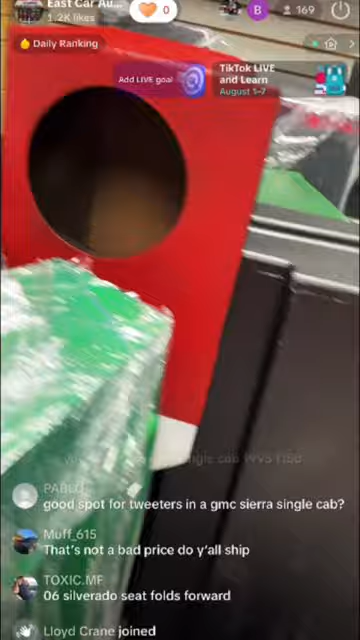 East Car Au...
1.2K likes
0
B
169
Daily Ranking
Add LIVE goal
TikTok LIVE
and Learn
August 1-7
PABLO
good spot for tweeters in a gmc sierra single cab?
Muff_615
That's not a bad price do y'all ship
TOXIC.MF
06 silverado seat folds forward
Lloyd Crane joined